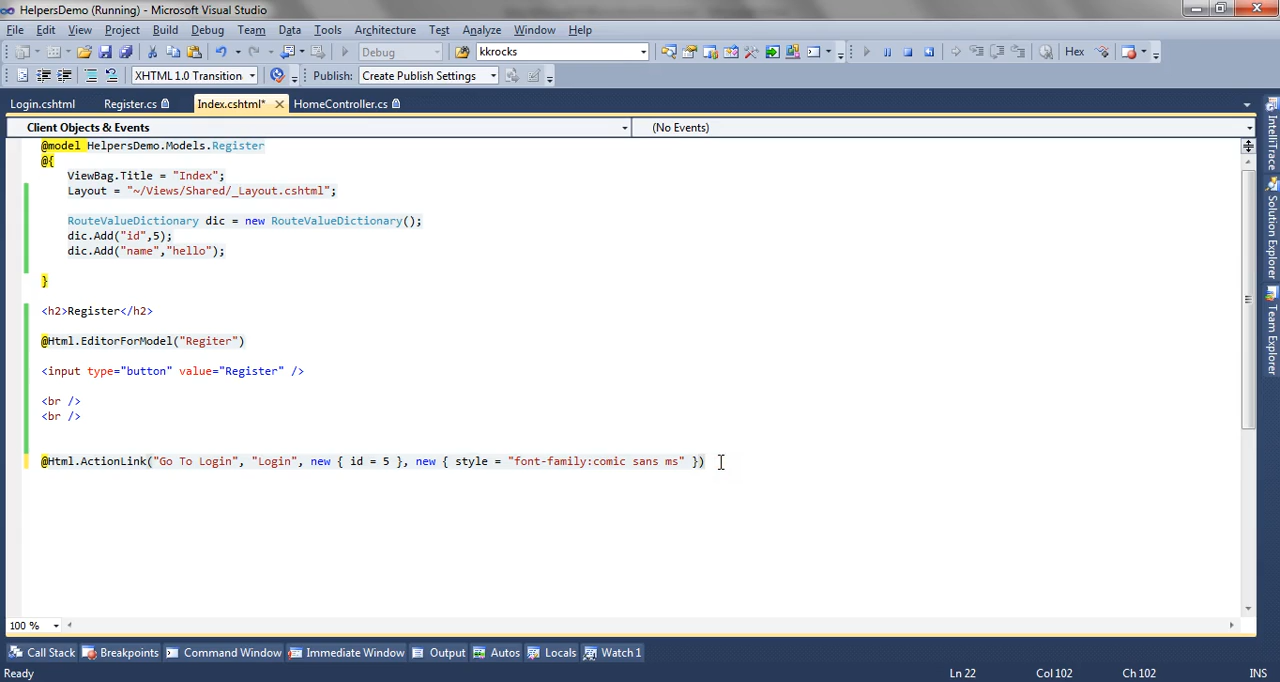 HelpersDemo (Running) - Microsoft Visual Studio
File Edit View Project Build Debug Team Data Tools Architecture Test Analyze Window Help
Debug kkrocks Hex
XHTML 1.0 Transition Publish: Create Publish Settings
Login.cshtml Register.cs Index.cshtml* HomeController.cs
Client Objects & Events (No Events)
@model HelpersDemo.Models.Register
@{
ViewBag.Title = "Index";
Layout = "~/Views/Shared/_Layout.cshtml";
RouteValueDictionary dic = new RouteValueDictionary();
dic.Add("id",5);
dic.Add("name","hello");
}
<h2>Register</h2>
@Html.EditorForModel("Regiter")
<input type="button" value="Register" />
<br />
<br />
@Html.ActionLink("Go To Login", "Login", new { id = 5 }, new { style = "font-family:comic sans ms" })
IntelliTrace
Solution Explorer
Team Explorer
100 %
Call Stack Breakpoints Command Window Immediate Window Output Autos Locals Watch 1
Ready Ln 22 Col 102 Ch 102 INS